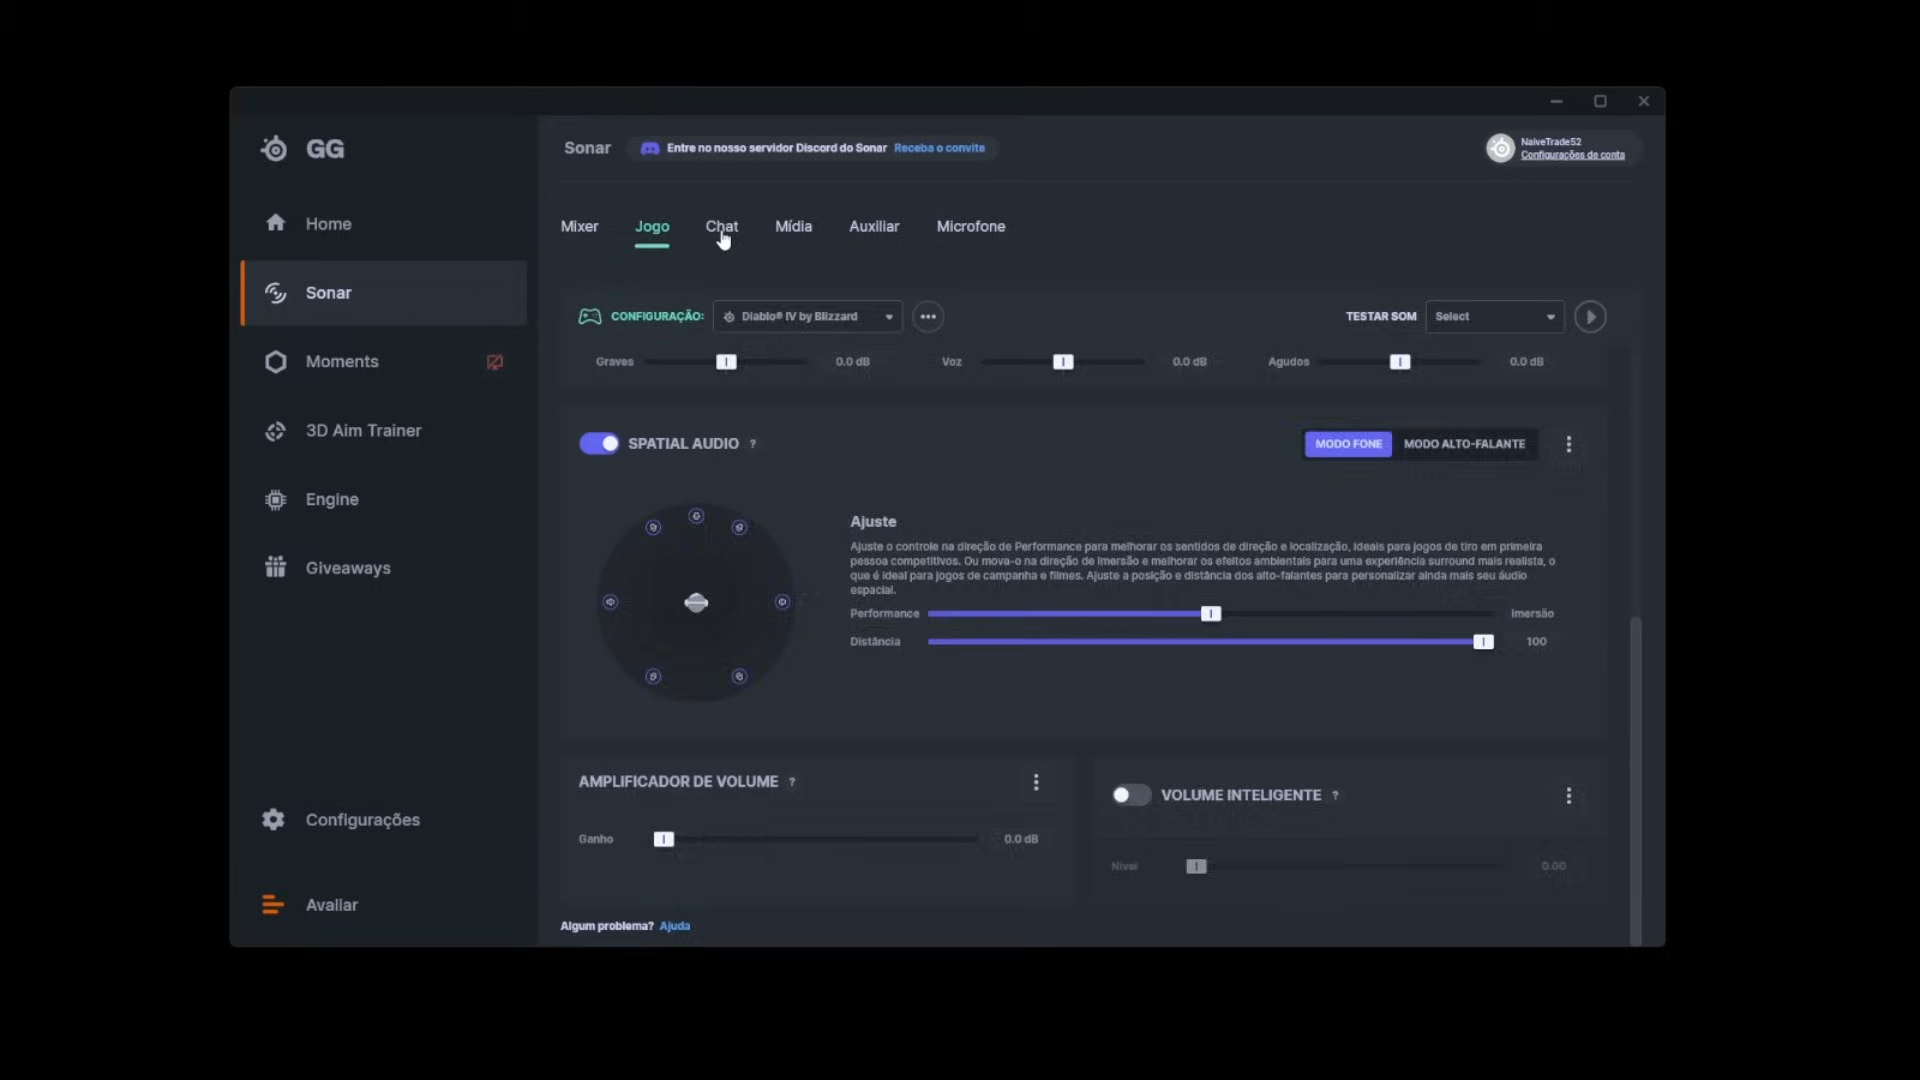 GG
Home
Sonar
Moments
3D Aim Trainer
Engine
Giveaways
Configurações
Avaliar
Sonar
Entre no nosso servidor Discord do Sonar Receba o convite
NaiveTrade52
Configurações de conta
Mixer Jogo Chat Mídia Auxiliar Microfone
CONFIGURAÇÃO: Diablo® IV by Blizzard
TESTAR SOM Select
Graves 0.0 dB Voz 0.0 dB Agudos 0.0 dB
SPATIAL AUDIO ?
MODO FONE MODO ALTO-FALANTE
Ajuste
Ajuste o controle na direção de Performance para melhorar os sentidos de direção e localização, ideais para jogos de tiro em primeira
pessoa competitivos. Ou mova-o na direção de Imersão e melhorar os efeitos ambientais para uma experiência surround mais realista, o
que é ideal para jogos de campanha e filmes. Ajuste a posição e distância dos alto-falantes para personalizar ainda mais seu áudio
espacial.
Performance Imersão
Distância 100
AMPLIFICADOR DE VOLUME ?
Ganho 0.0 dB
VOLUME INTELIGENTE ?
Nível 0.00
Algum problema? Ajuda